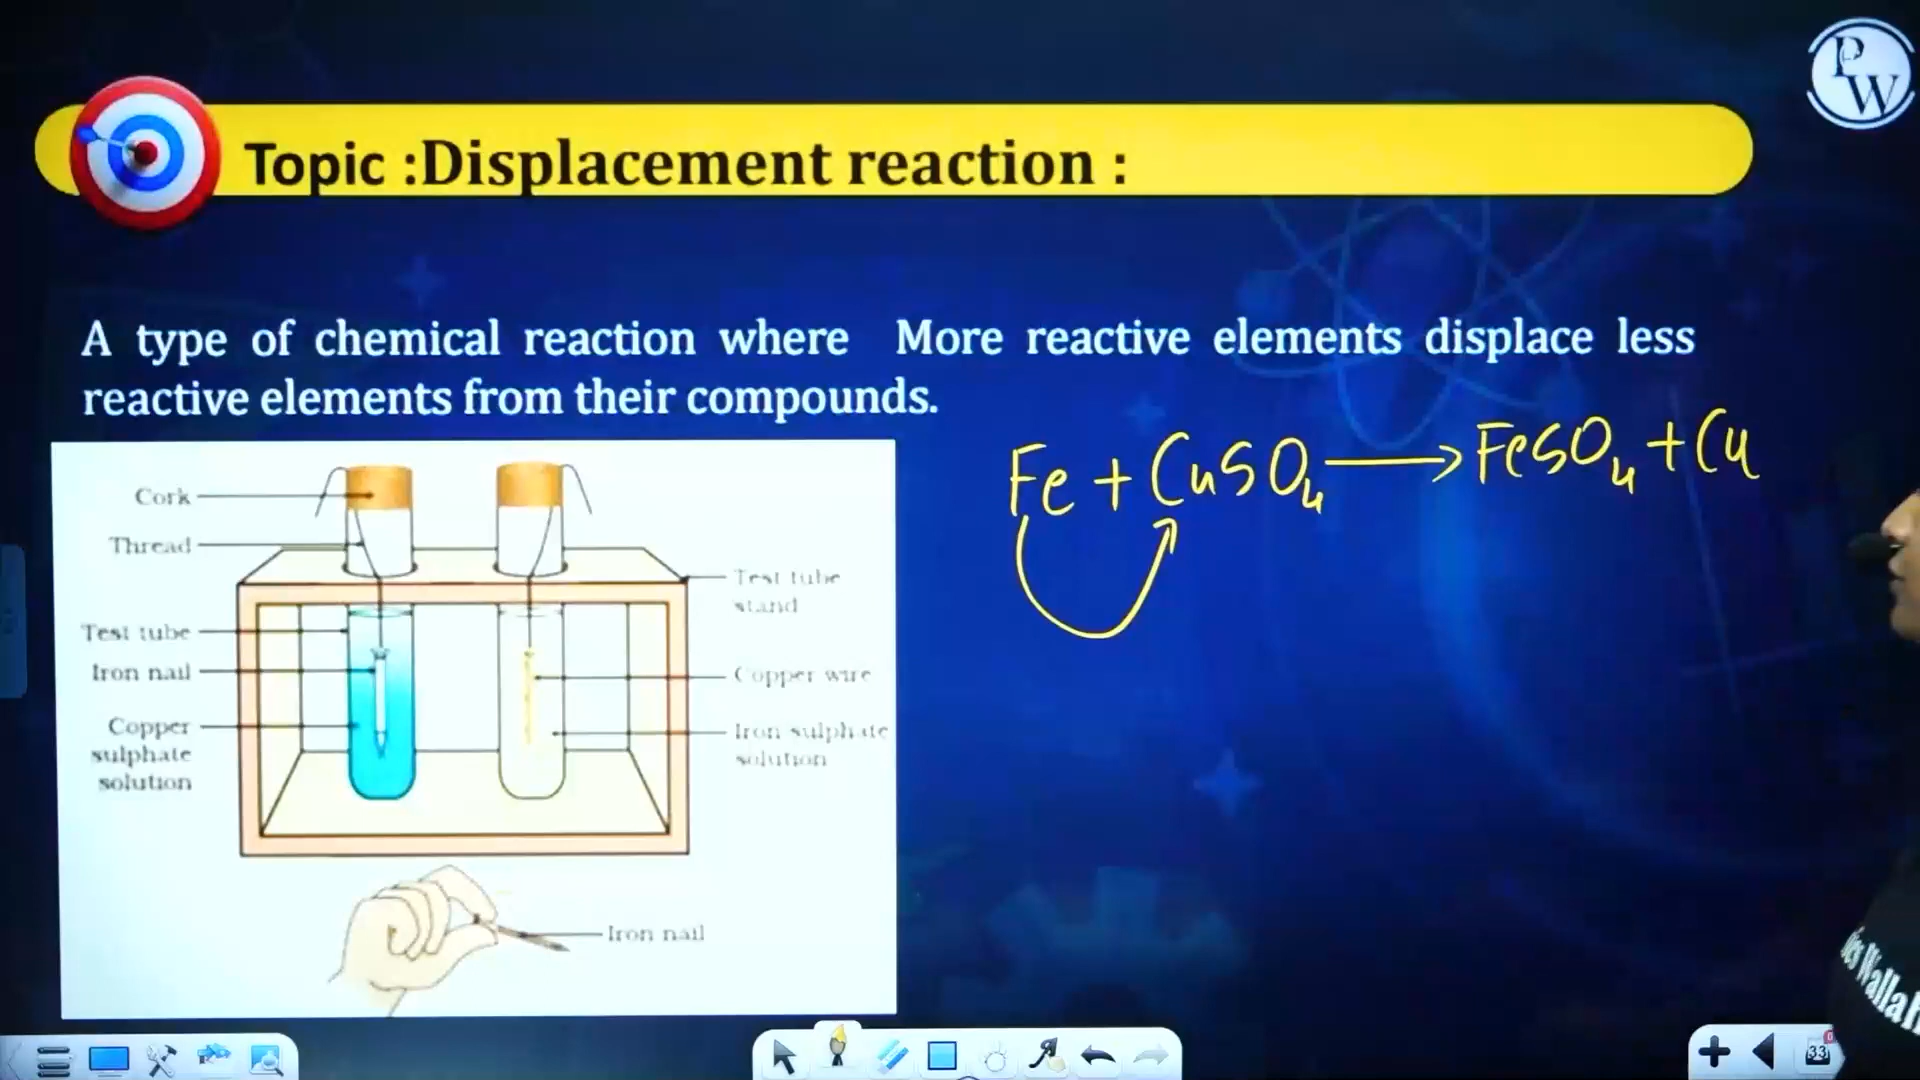 PW
Topic :Displacement reaction :
A type of chemical reaction where More reactive elements displace less
reactive elements from their compounds.
Fe + CuSO₄ ⟶ FeSO₄ + Cu
Cork
Thread
Test tube
stand
Test tube
Iron nail
Copper wire
Copper
sulphate
solution
Iron sulphate
solution
Iron nail
33